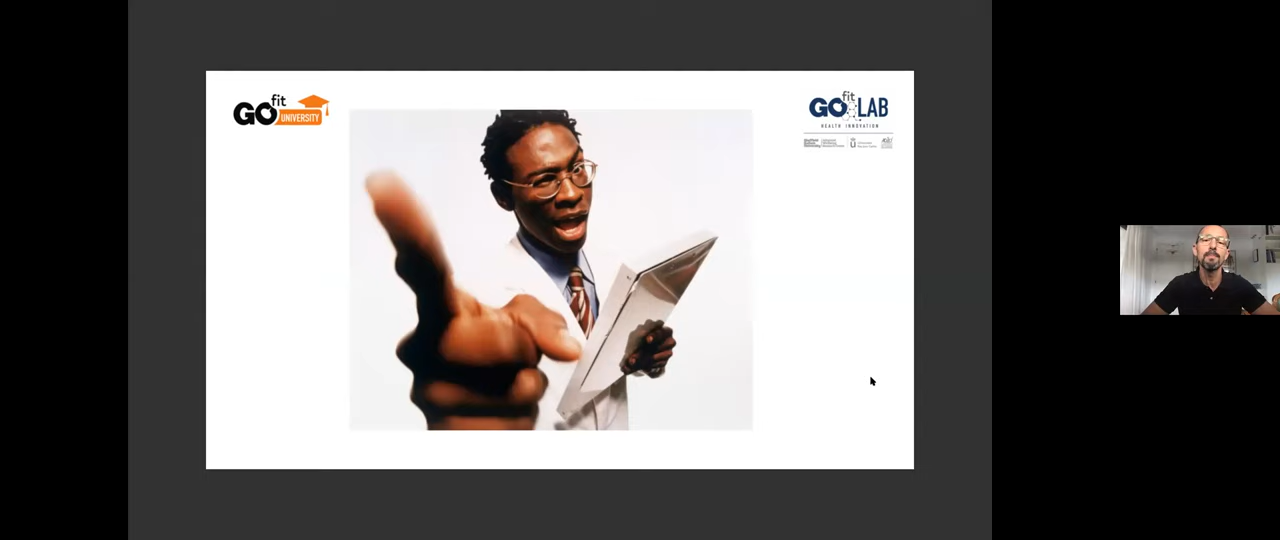 GO fit
UNIVERSITY
GO fit LAB
HEALTH INNOVATION